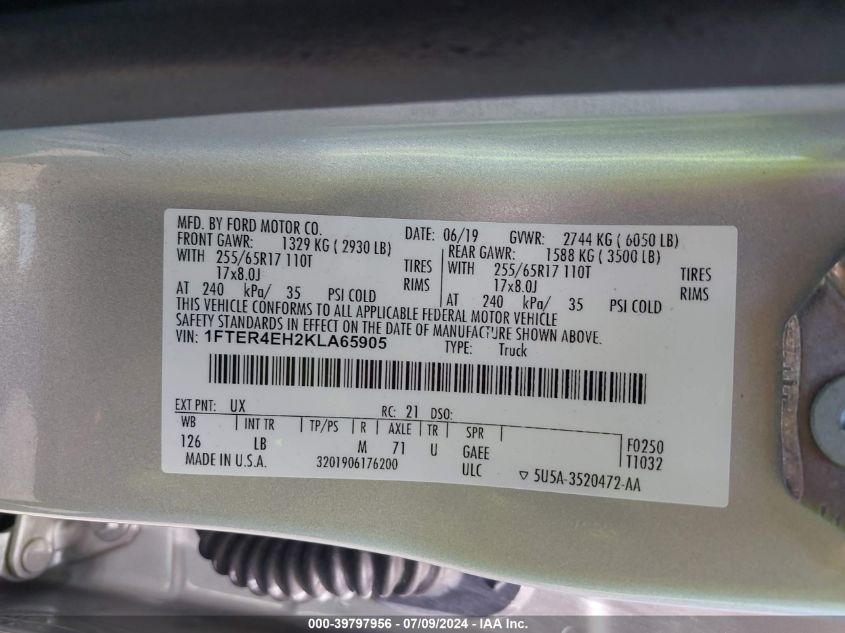 MFD. BY FORD MOTOR CO. DATE: 06/19 GVWR: 2744 KG ( 6050 LB)
FRONT GAWR: 1329 KG ( 2930 LB) REAR GAWR: 1588 KG ( 3500 LB)
WITH 255/65R17 110T TIRES WITH 255/65R17 110T TIRES
17x8.0J RIMS 17x8.0J RIMS
AT 240 kPa/ 35 PSI COLD AT 240 kPa/ 35 PSI COLD
THIS VEHICLE CONFORMS TO ALL APPLICABLE FEDERAL MOTOR VEHICLE
SAFETY STANDARDS IN EFFECT ON THE DATE OF MANUFACTURE SHOWN ABOVE.
VIN: 1FTER4EH2KLA65905 TYPE: Truck
EXT PNT: UX RC: 21 DSO:
WB INT TR TP/PS R AXLE TR SPR F0250
126 LB M 71 U GAEE T1032
MADE IN U.S.A. 3201906176200 ULC ▽ 5U5A-3520472-AA
000-39797956 - 07/09/2024 - IAA Inc.